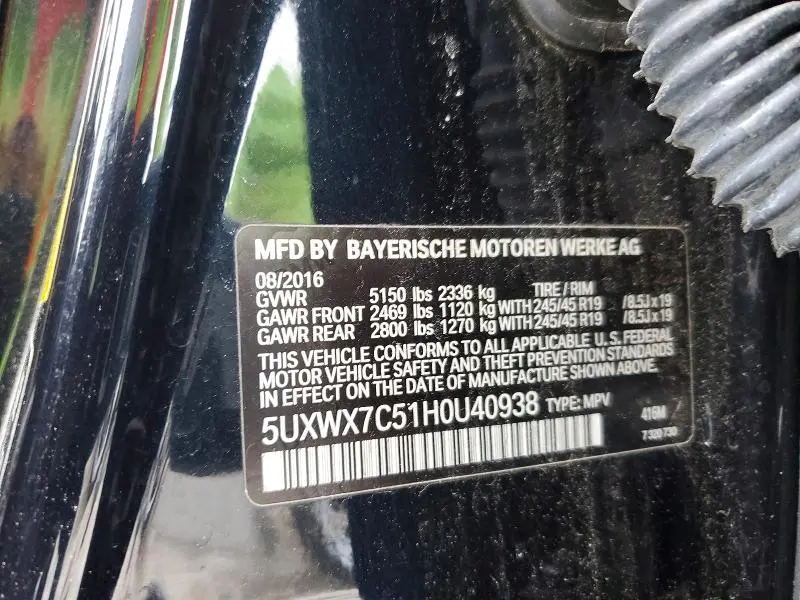 MFD BY BAYERISCHE MOTOREN WERKE AG
08/2016
GVWR 5150 lbs 2336 kg TIRE / RIM
GAWR FRONT 2469 lbs 1120 kg WITH 245/45 R19 /8.5J x 19
GAWR REAR 2800 lbs 1270 kg WITH 245/45 R19 /8.5J x 19
THIS VEHICLE CONFORMS TO ALL APPLICABLE U.S. FEDERAL
MOTOR VEHICLE SAFETY AND THEFT PREVENTION STANDARDS
IN EFFECT ON THE DATE OF MANUFACTURE SHOWN ABOVE.
5UXWX7C51H0U40938 TYPE: MPV
416M